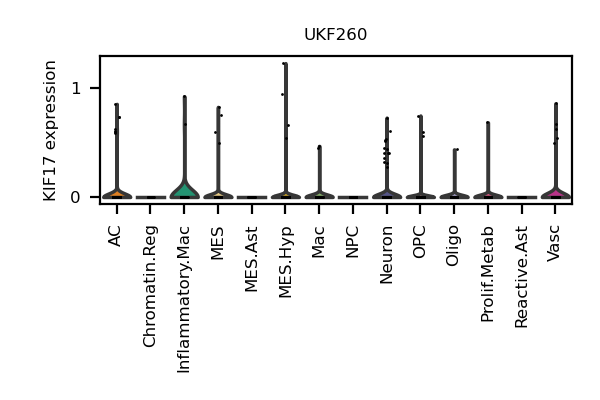 UKF260
KIF17 expression
1
0
AC
Chromatin.Reg
Inflammatory.Mac
MES
MES.Ast
MES.Hyp
Mac
NPC
Neuron
OPC
Oligo
Prolif.Metab
Reactive.Ast
Vasc